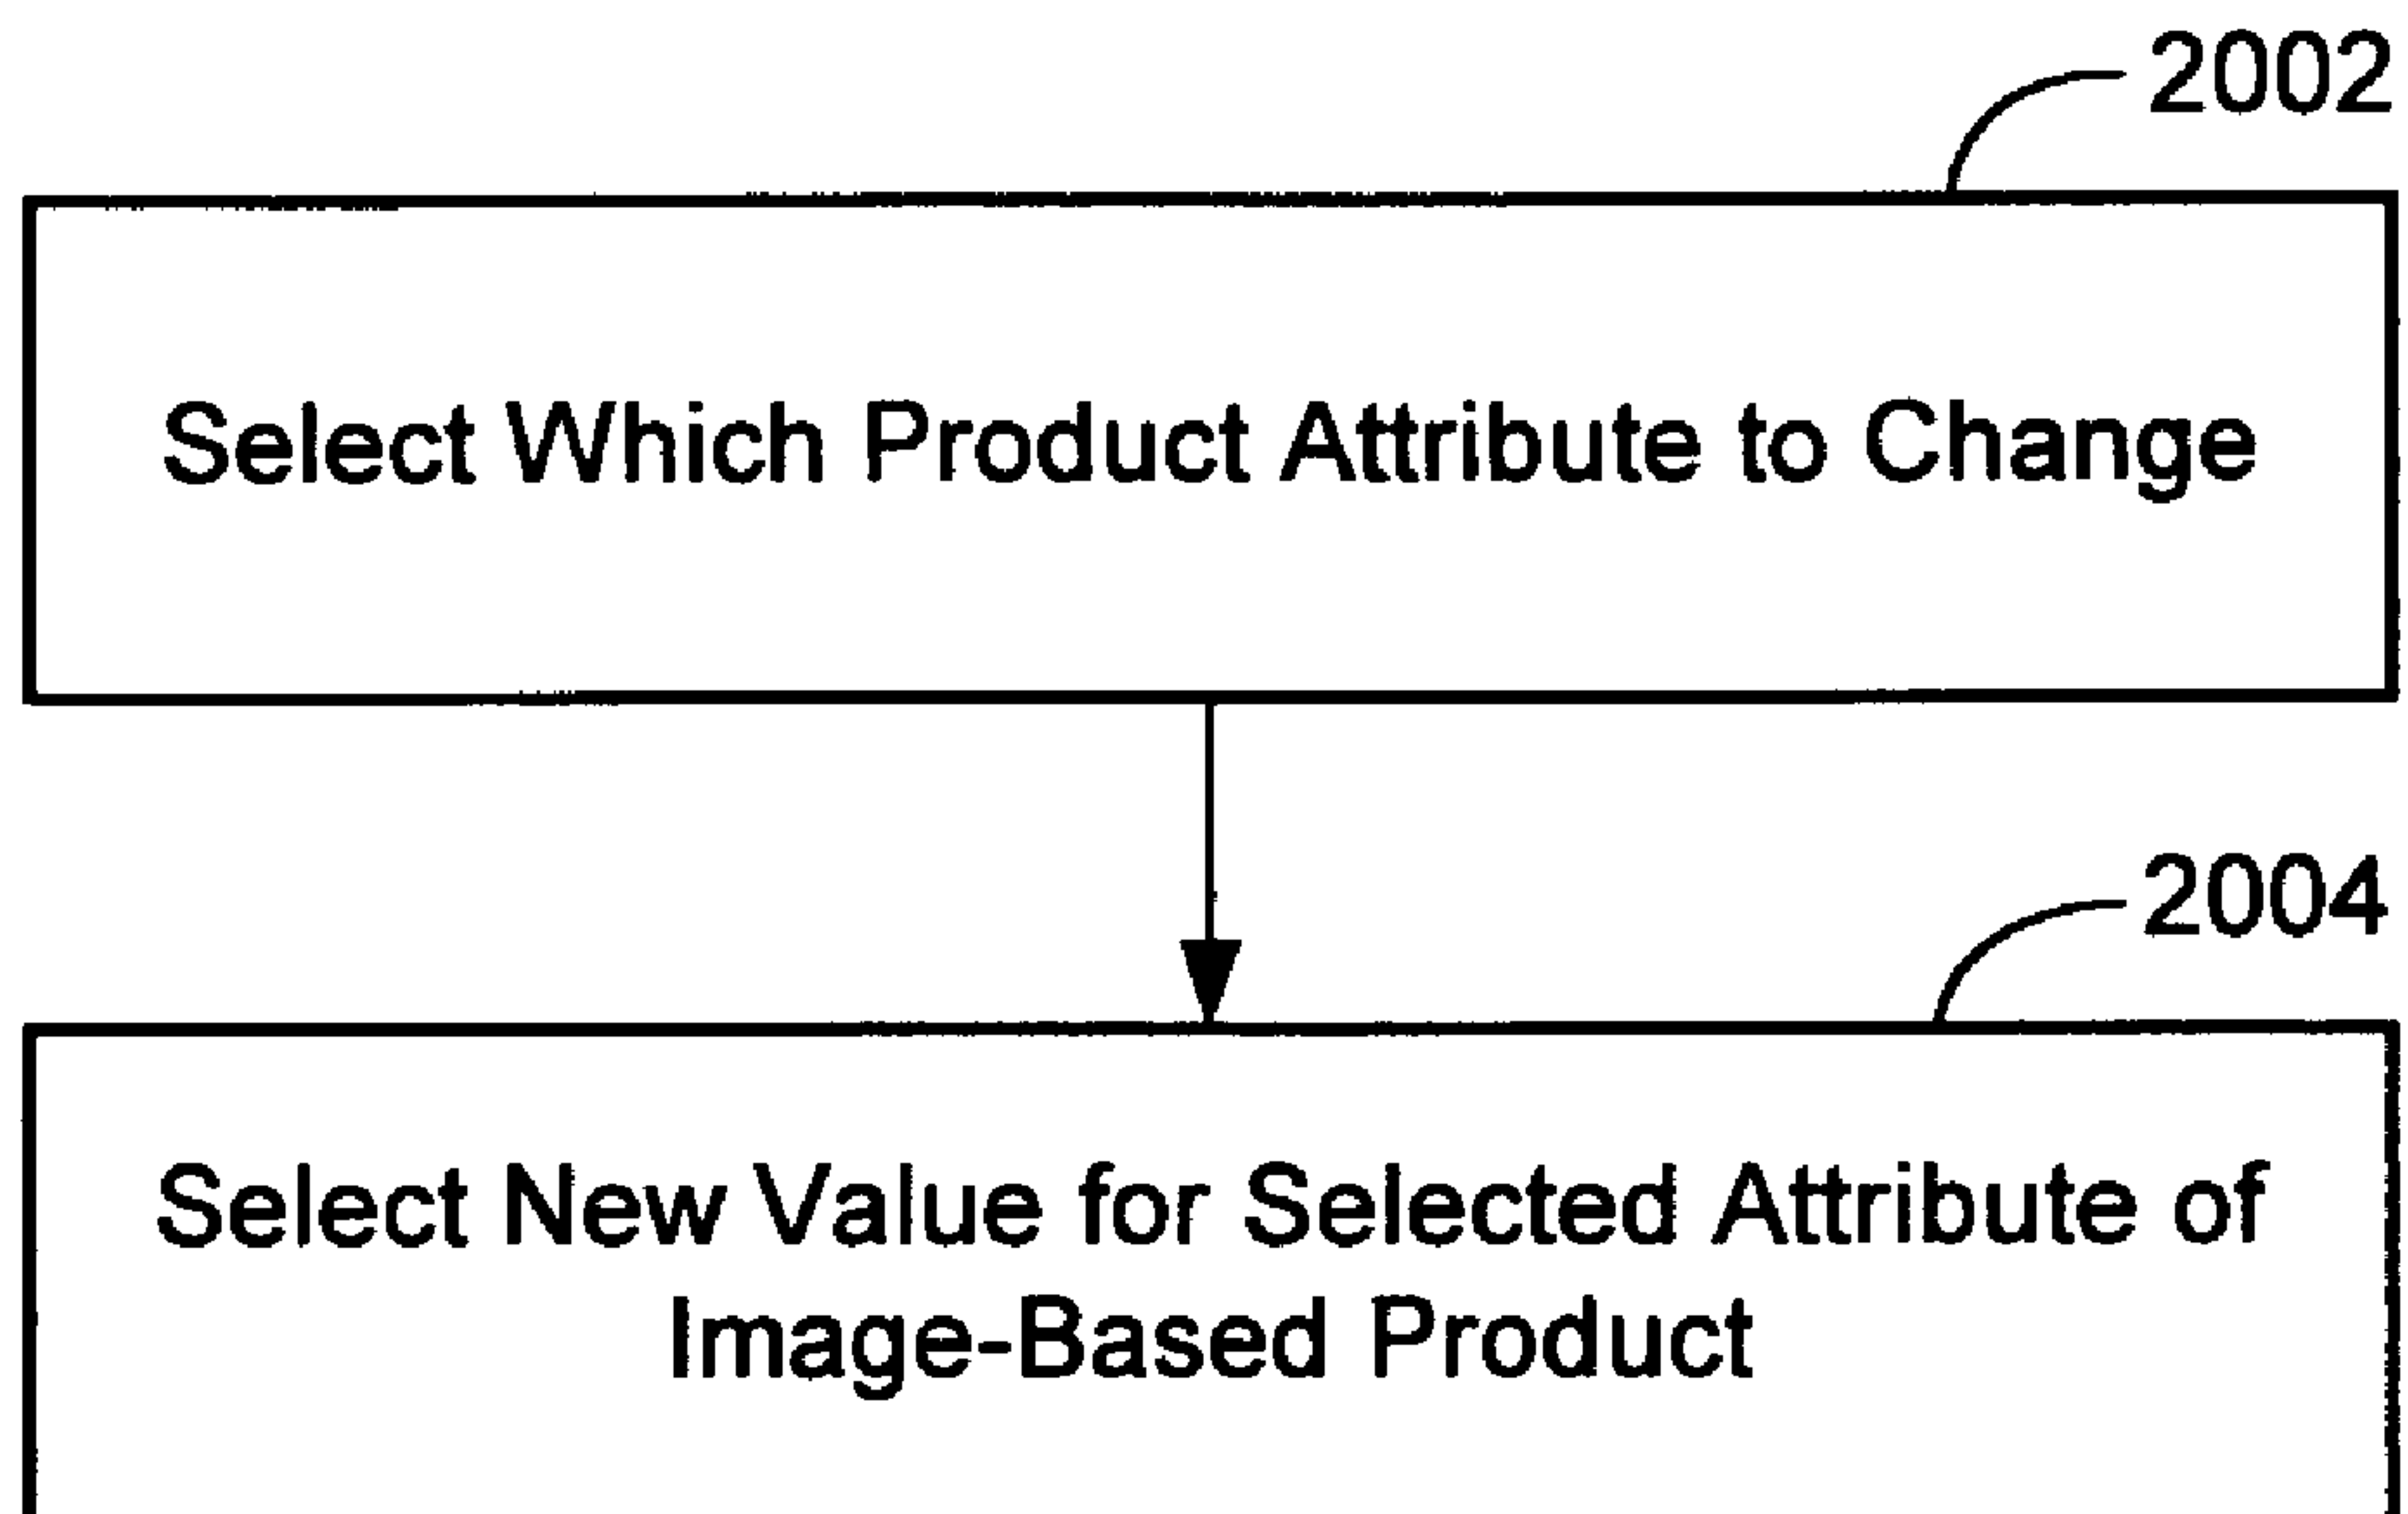 2002
Select Which Product Attribute to Change
2004
Select New Value for Selected Attribute of
Image-Based Product